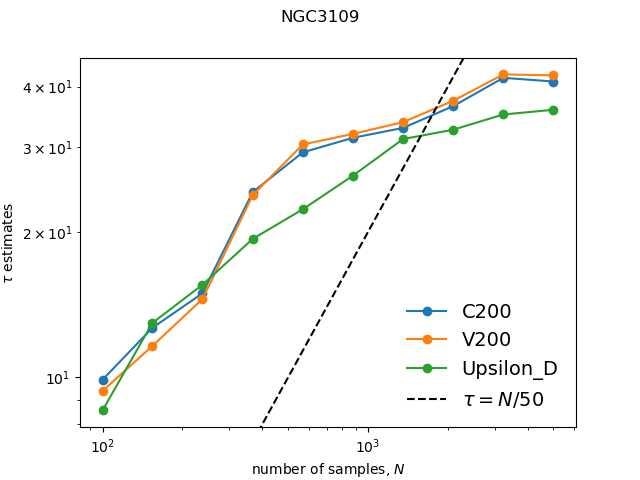 NGC3109
τ estimates
4 × 10¹
3 × 10¹
2 × 10¹
10¹
C200
V200
Upsilon_D
τ = N/50
10² 10³
number of samples, N